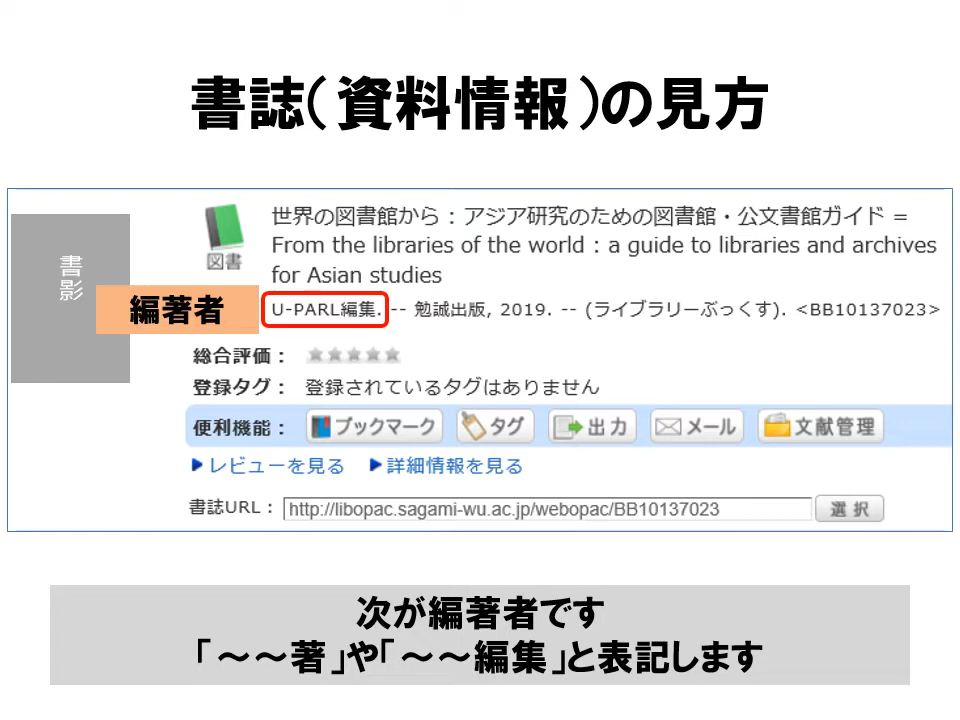 書誌(資料情報)の見方
書影
図書
世界の図書館から : アジア研究のための図書館・公文書館ガイド =
From the libraries of the world : a guide to libraries and archives
for Asian studies
編著者
U-PARL編集. -- 勉誠出版, 2019. -- (ライブラリーぶっくす). <BB10137023>
総合評価： ★★★★★
登録タグ： 登録されているタグはありません
便利機能： ブックマーク タグ 出力 メール 文献管理
レビューを見る 詳細情報を見る
書誌URL： http://libopac.sagami-wu.ac.jp/webopac/BB10137023 選択
次が編著者です
「～～著」や「～～編集」と表記します